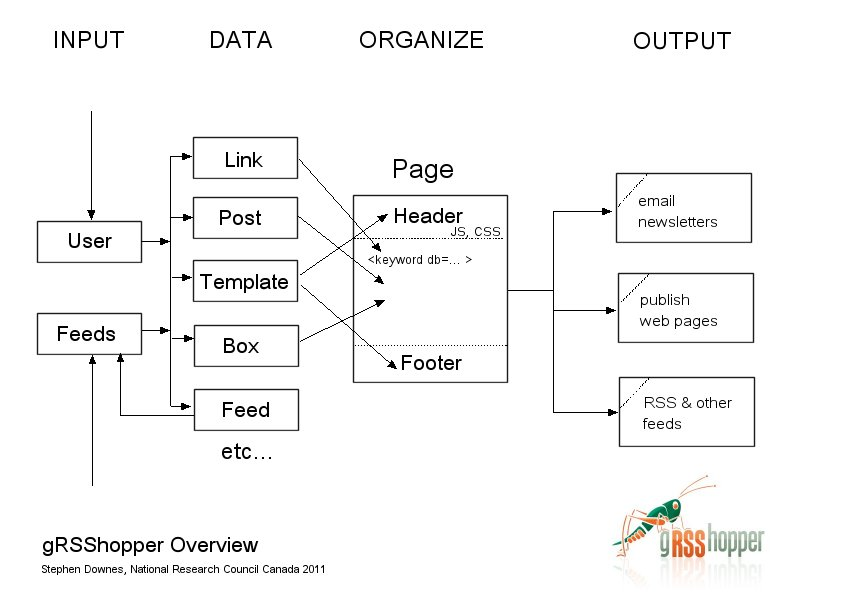 INPUT
DATA
ORGANIZE
OUTPUT
User
Feeds
Link
Post
Template
Box
Feed
etc...
Page
Header
JS, CSS
<keyword db=... >
Footer
email
newsletters
publish
web pages
RSS & other
feeds
gRSShopper
gRSShopper Overview
Stephen Downes, National Research Council Canada 2011